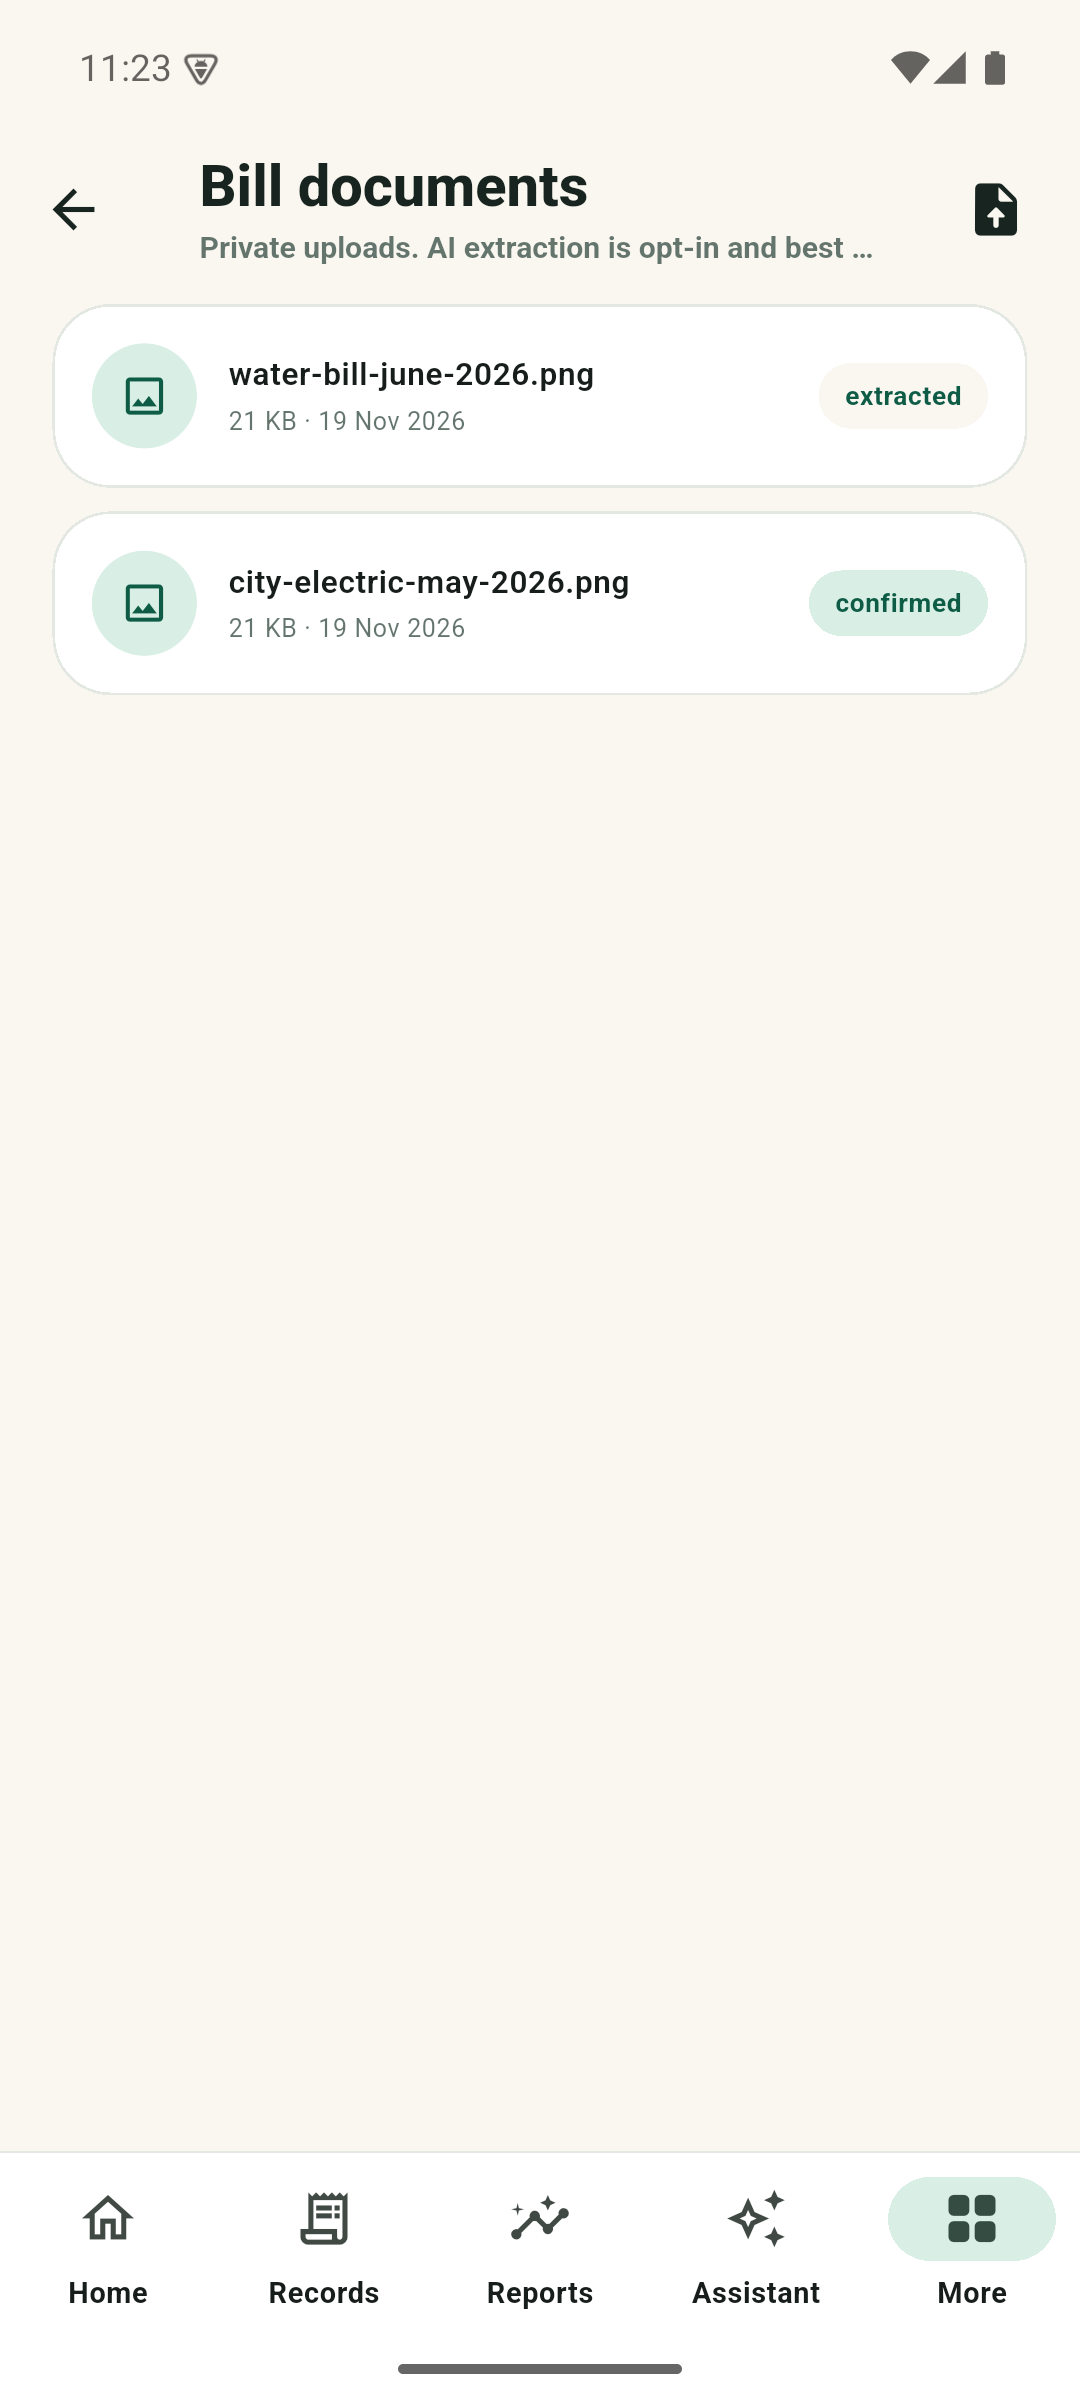 11:23
Bill documents
Private uploads. AI extraction is opt-in and best …
water-bill-june-2026.png
21 KB · 19 Nov 2026
extracted
city-electric-may-2026.png
21 KB · 19 Nov 2026
confirmed
Home
Records
Reports
Assistant
More